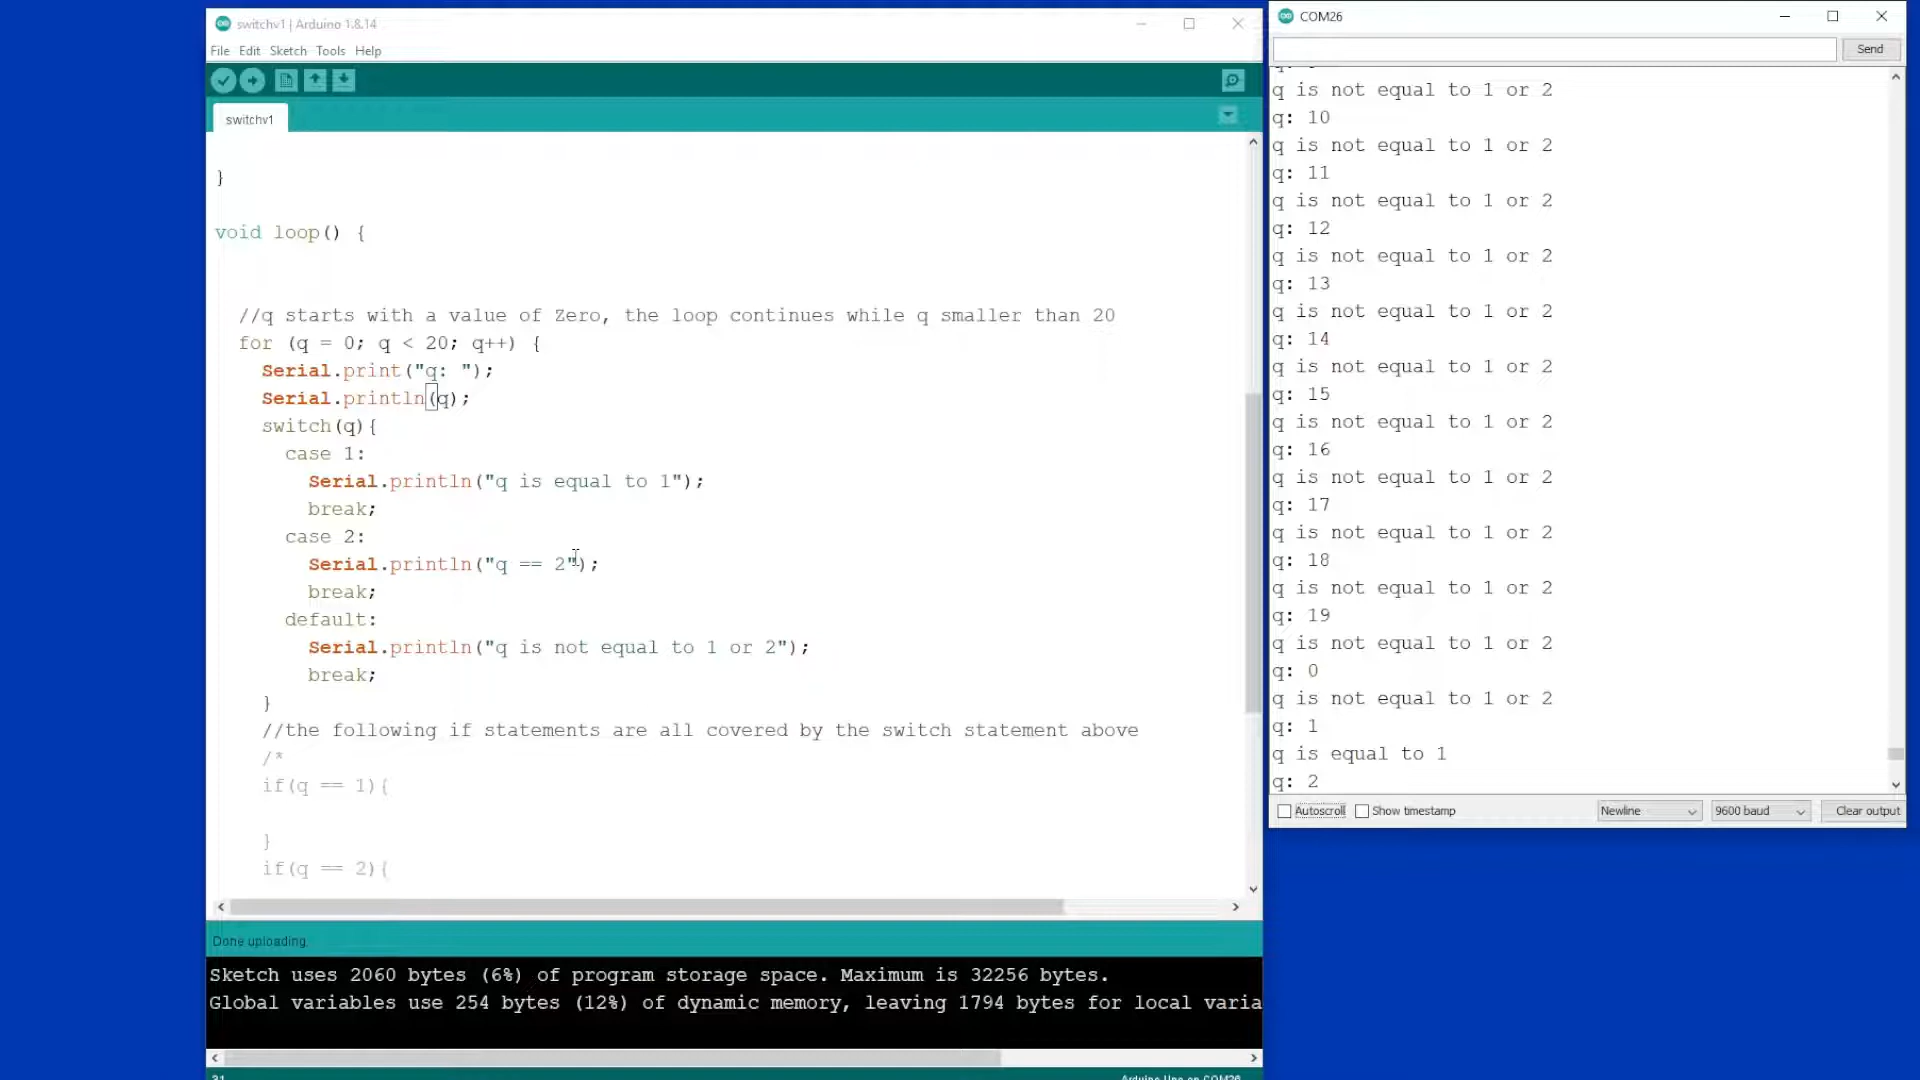 switchv1 | Arduino 1.8.14
File Edit Sketch Tools Help
switchv1
}
void loop() {
//q starts with a value of Zero, the loop continues while q smaller than 20
for (q = 0; q < 20; q++) {
Serial.print("q: ");
Serial.println(q);
switch(q){
case 1:
Serial.println("q is equal to 1");
break;
case 2:
Serial.println("q == 2");
break;
default:
Serial.println("q is not equal to 1 or 2");
break;
}
//the following if statements are all covered by the switch statement above
/*
if(q == 1){
}
if(q == 2){
Done uploading.
Sketch uses 2060 bytes (6%) of program storage space. Maximum is 32256 bytes.
Global variables use 254 bytes (12%) of dynamic memory, leaving 1794 bytes for local varia
31
Arduino Uno on COM26
COM26
Send
q is not equal to 1 or 2
q: 10
q is not equal to 1 or 2
q: 11
q is not equal to 1 or 2
q: 12
q is not equal to 1 or 2
q: 13
q is not equal to 1 or 2
q: 14
q is not equal to 1 or 2
q: 15
q is not equal to 1 or 2
q: 16
q is not equal to 1 or 2
q: 17
q is not equal to 1 or 2
q: 18
q is not equal to 1 or 2
q: 19
q is not equal to 1 or 2
q: 0
q is not equal to 1 or 2
q: 1
q is equal to 1
q: 2
Autoscroll Show timestamp Newline 9600 baud Clear output